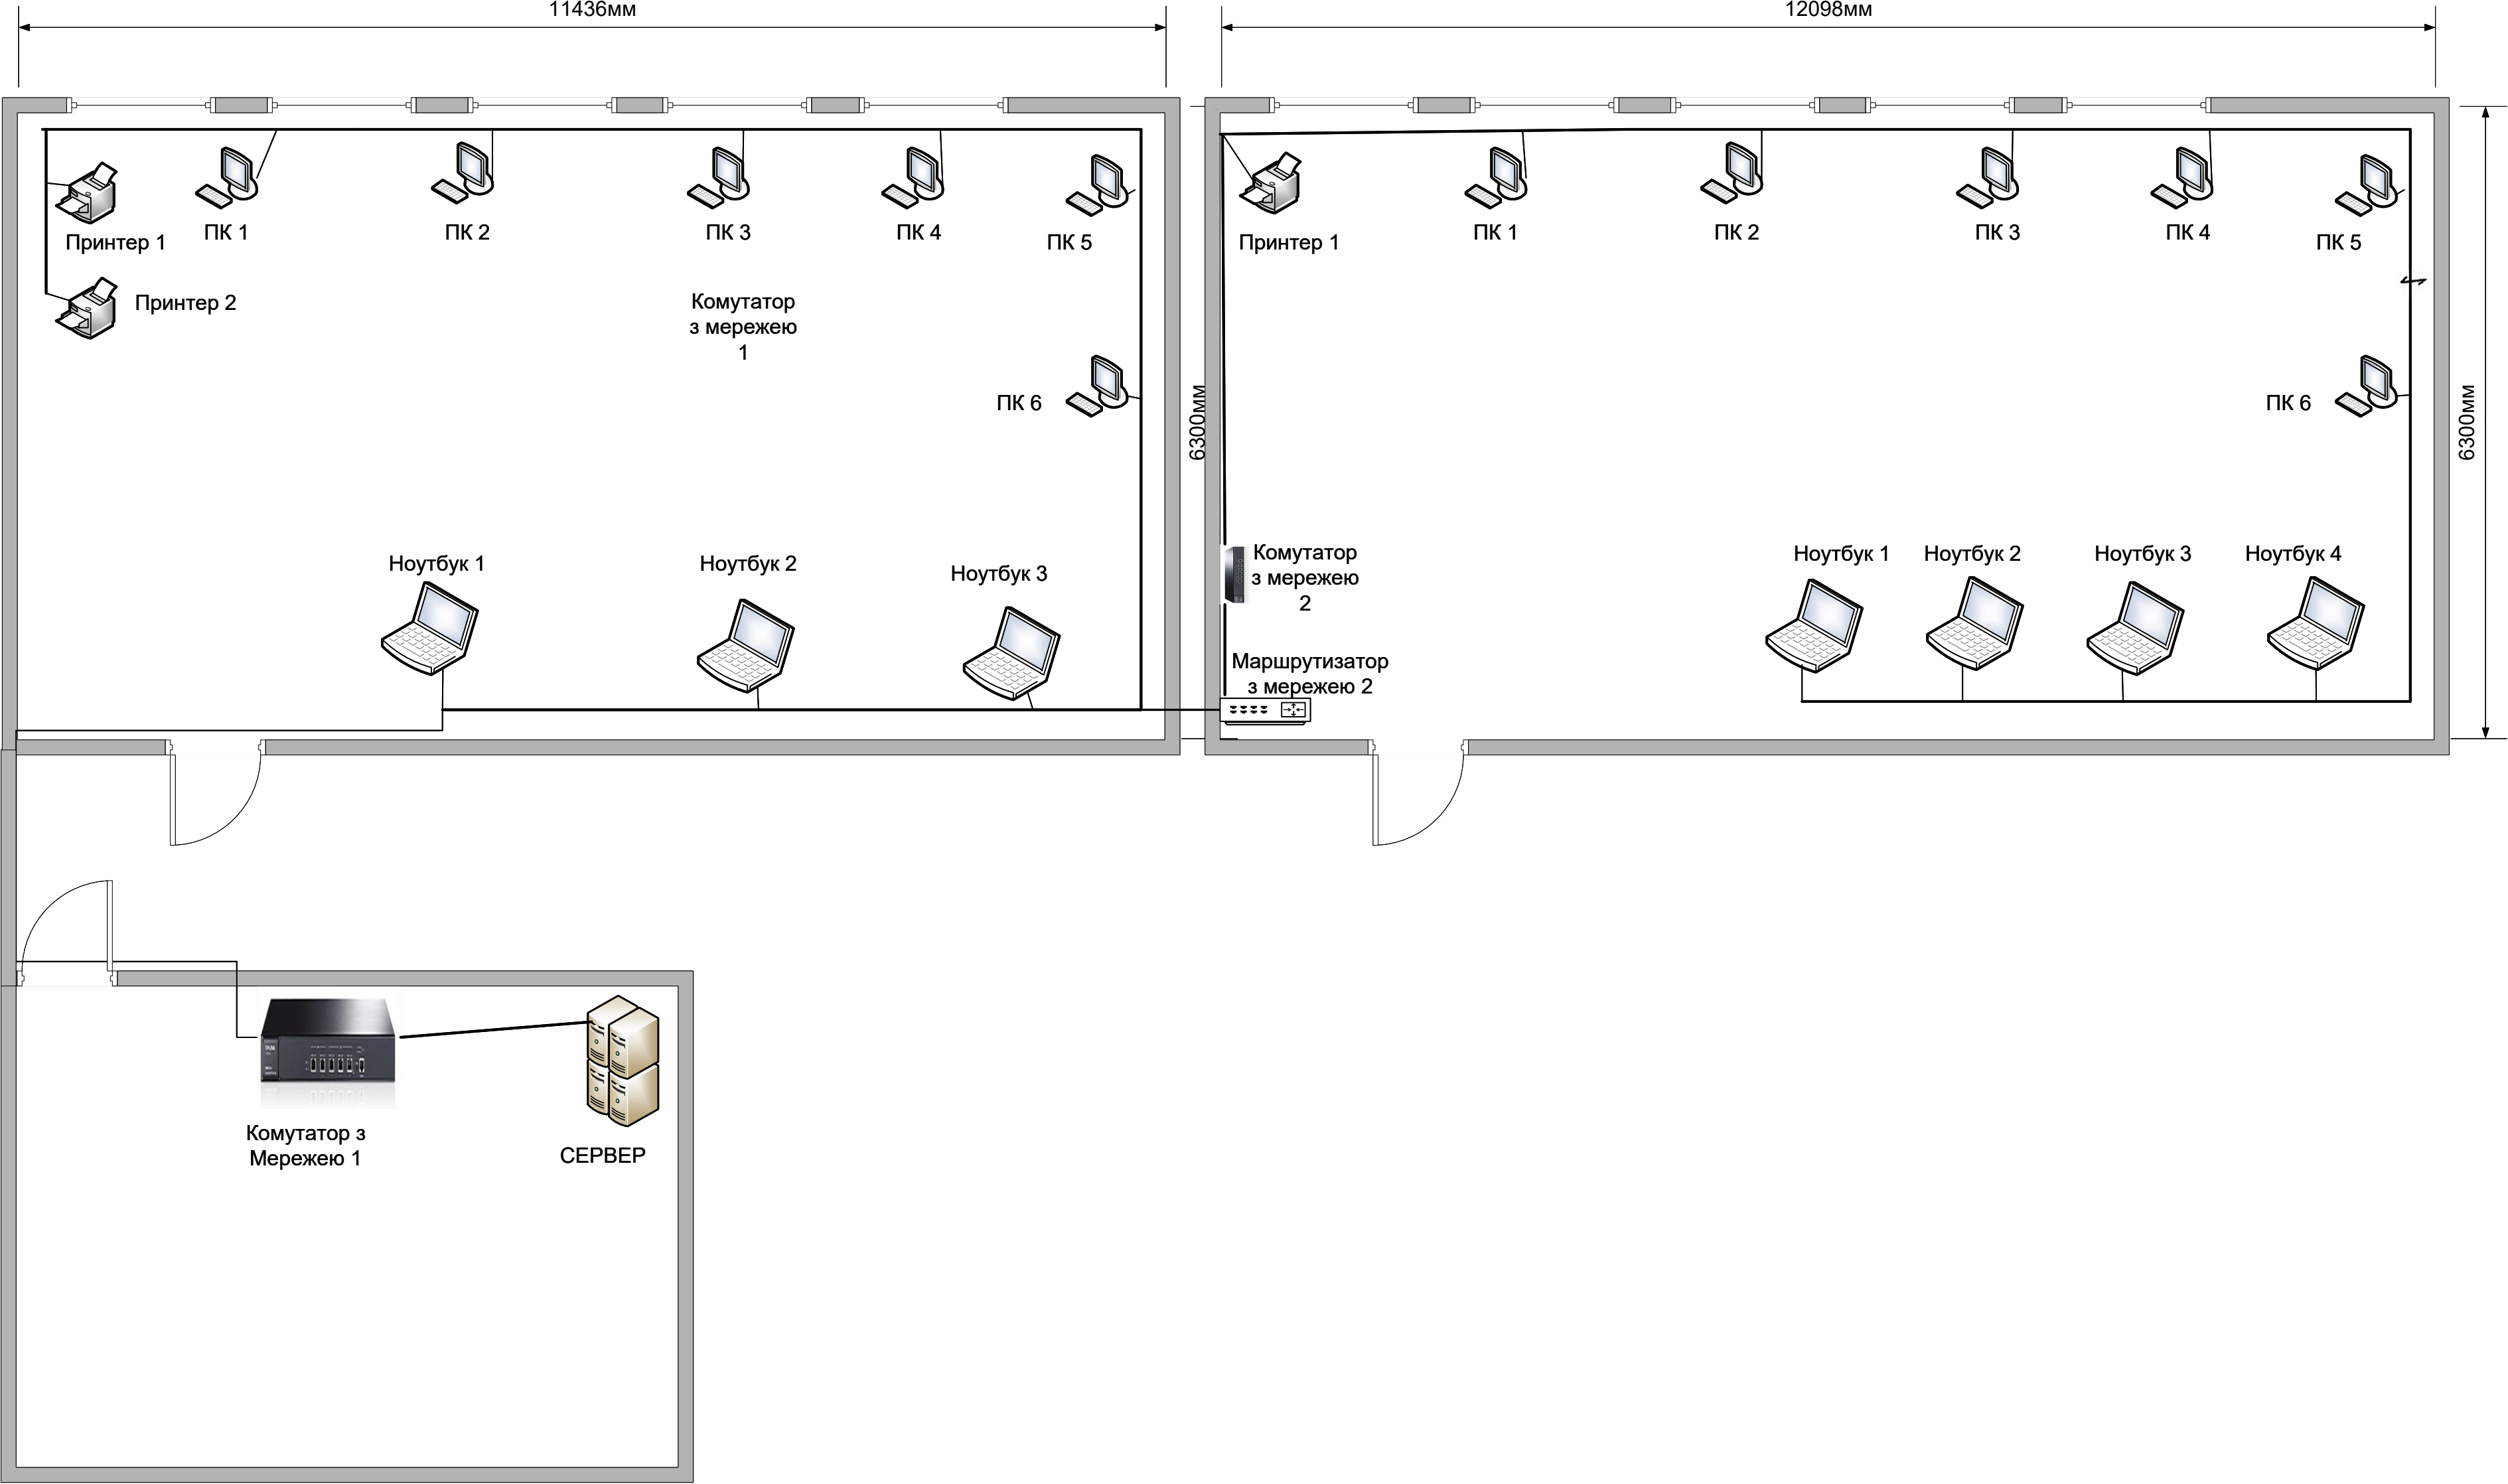 11436мм
12098мм
Принтер 1
ПК 1
ПК 2
ПК 3
ПК 4
ПК 5
Принтер 2
Комутатор
з мережею
1
ПК 6
6300мм
Ноутбук 1
Ноутбук 2
Ноутбук 3
Принтер 1
ПК 1
ПК 2
ПК 3
ПК 4
ПК 5
ПК 6
6300мм
Комутатор
з мережею
2
Маршрутизатор
з мережею 2
Ноутбук 1
Ноутбук 2
Ноутбук 3
Ноутбук 4
Комутатор з
Мережею 1
СЕРВЕР